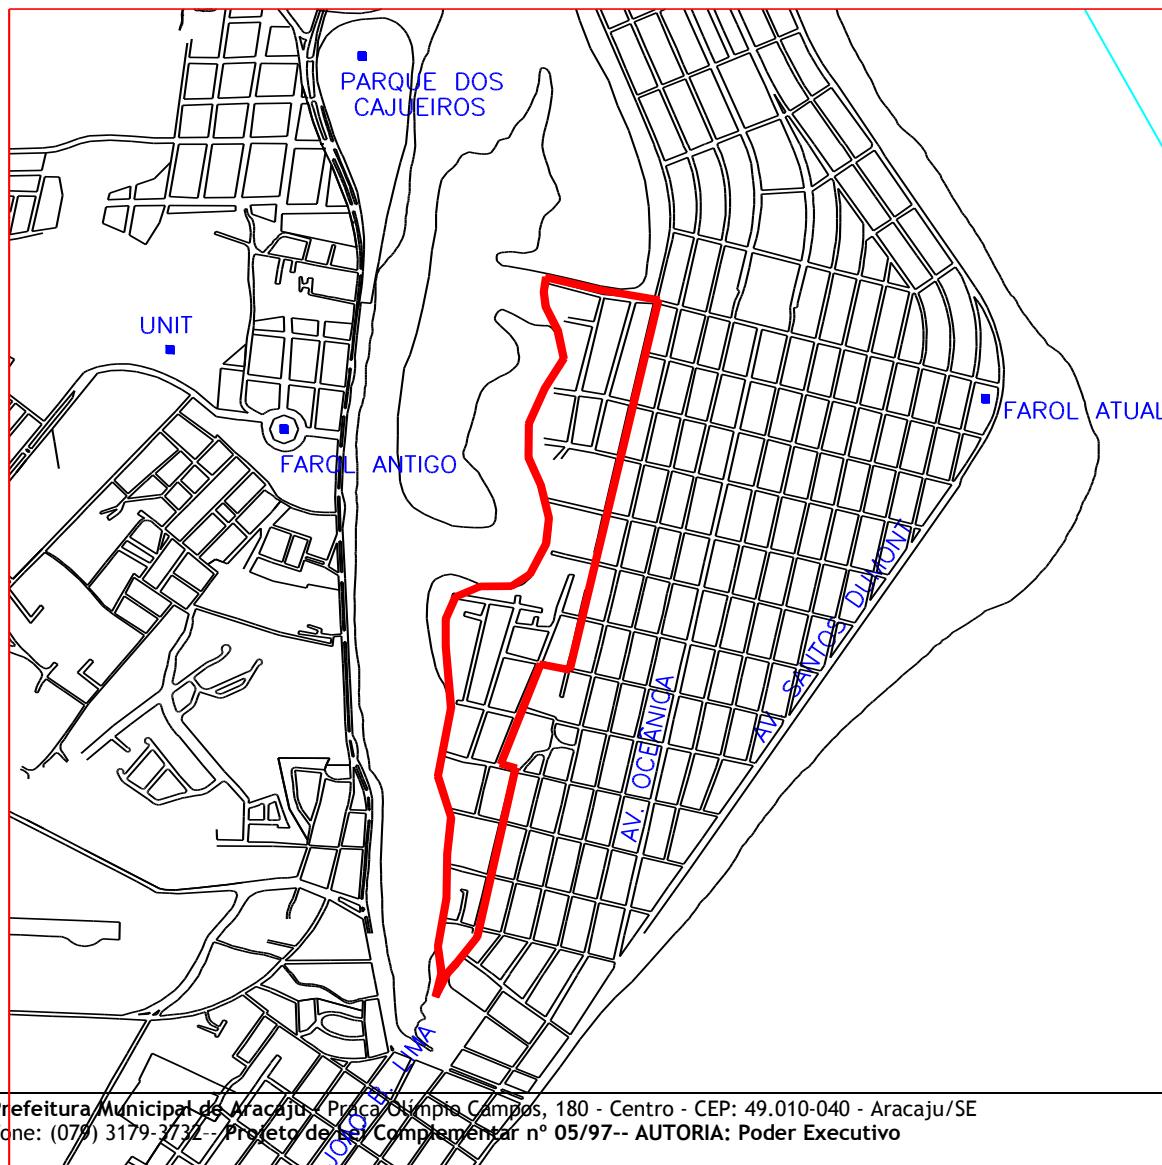 PARQUE DOS
CAJUEIROS
UNIT
FAROL ATUAL
FAROL ANTIGO
AV. SANTOS DUMONT
AV. OCEÂNICA
JOÃO B. LIMA
Prefeitura Municipal de Aracaju - Praça Olímpio Campos, 180 - Centro - CEP: 49.010-040 - Aracaju/SE
one: (079) 3179-3732-- Projeto de Lei Complementar nº 05/97-- AUTORIA: Poder Executivo